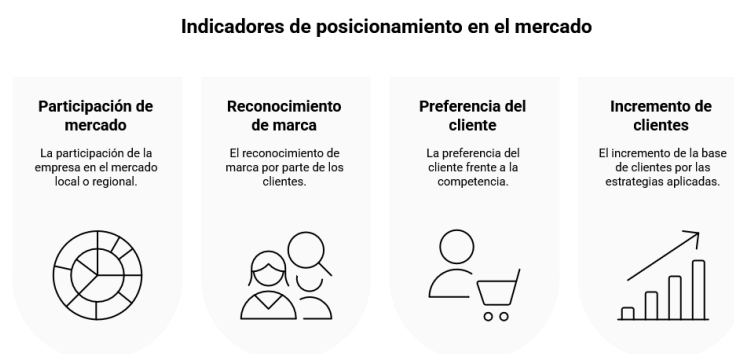 Indicadores de posicionamiento en el mercado
Participación de
mercado
La participación de la
empresa en el mercado
local o regional.
Reconocimiento
de marca
El reconocimiento de
marca por parte de los
clientes.
Preferencia del
cliente
La preferencia del
cliente frente a la
competencia.
Incremento de
clientes
El incremento de la base
de clientes por las
estrategias aplicadas.